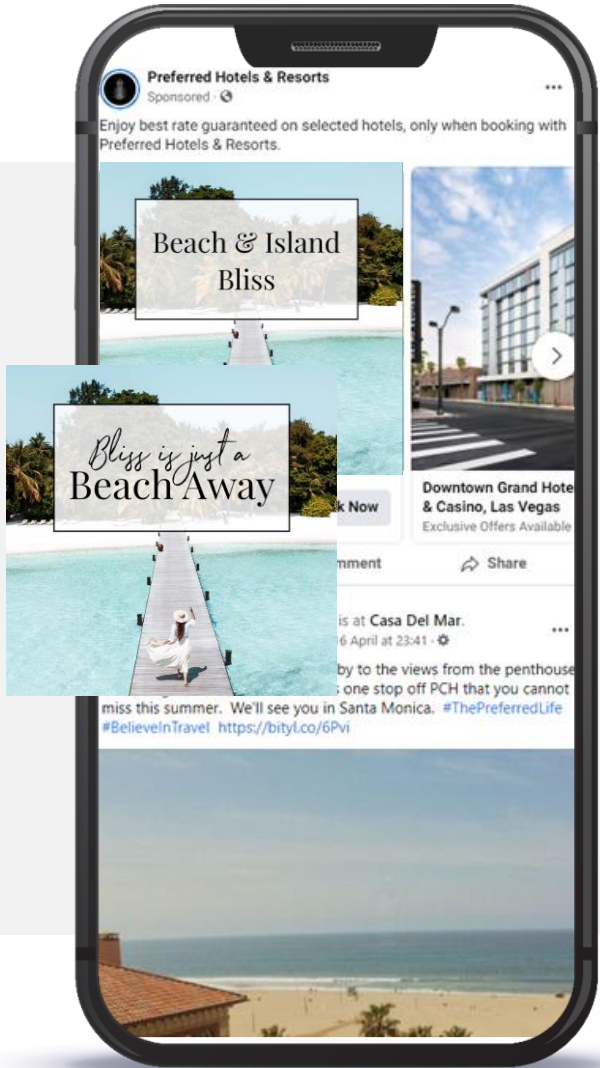 Preferred Hotels & Resorts
Sponsored ·
Enjoy best rate guaranteed on selected hotels, only when booking with
Preferred Hotels & Resorts.
Beach & Island
Bliss
Bliss is just a
Beach Away
k Now
Downtown Grand Hote
& Casino, Las Vegas
Exclusive Offers Available
mment
Share
is at Casa Del Mar.
6 April at 23:41 ·
by to the views from the penthouse
one stop off PCH that you cannot
miss this summer. We'll see you in Santa Monica. #ThePreferredLife
#BelieveInTravel https://bityl.co/6Pvi